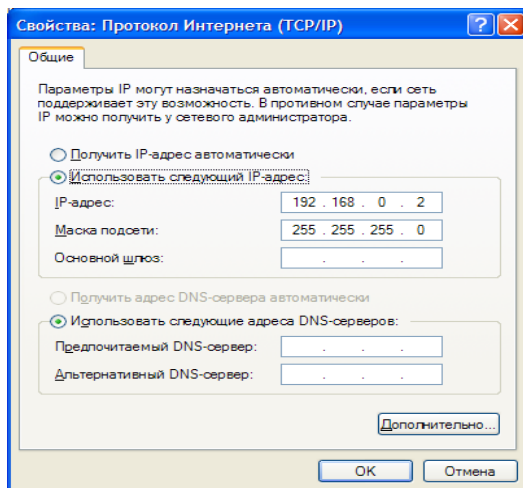 Свойства: Протокол Интернета (TCP/IP)
Общие
Параметры IP могут назначаться автоматически, если сеть
поддерживает эту возможность. В противном случае параметры
IP можно получить у сетевого администратора.
Получить IP-адрес автоматически
Использовать следующий IP-адрес:
IP-адрес: 192 . 168 . 0 . 2
Маска подсети: 255 . 255 . 255 . 0
Основной шлюз: . . .
Получить адрес DNS-сервера автоматически
Использовать следующие адреса DNS-серверов:
Предпочитаемый DNS-сервер: . . .
Альтернативный DNS-сервер: . . .
Дополнительно...
OK Отмена